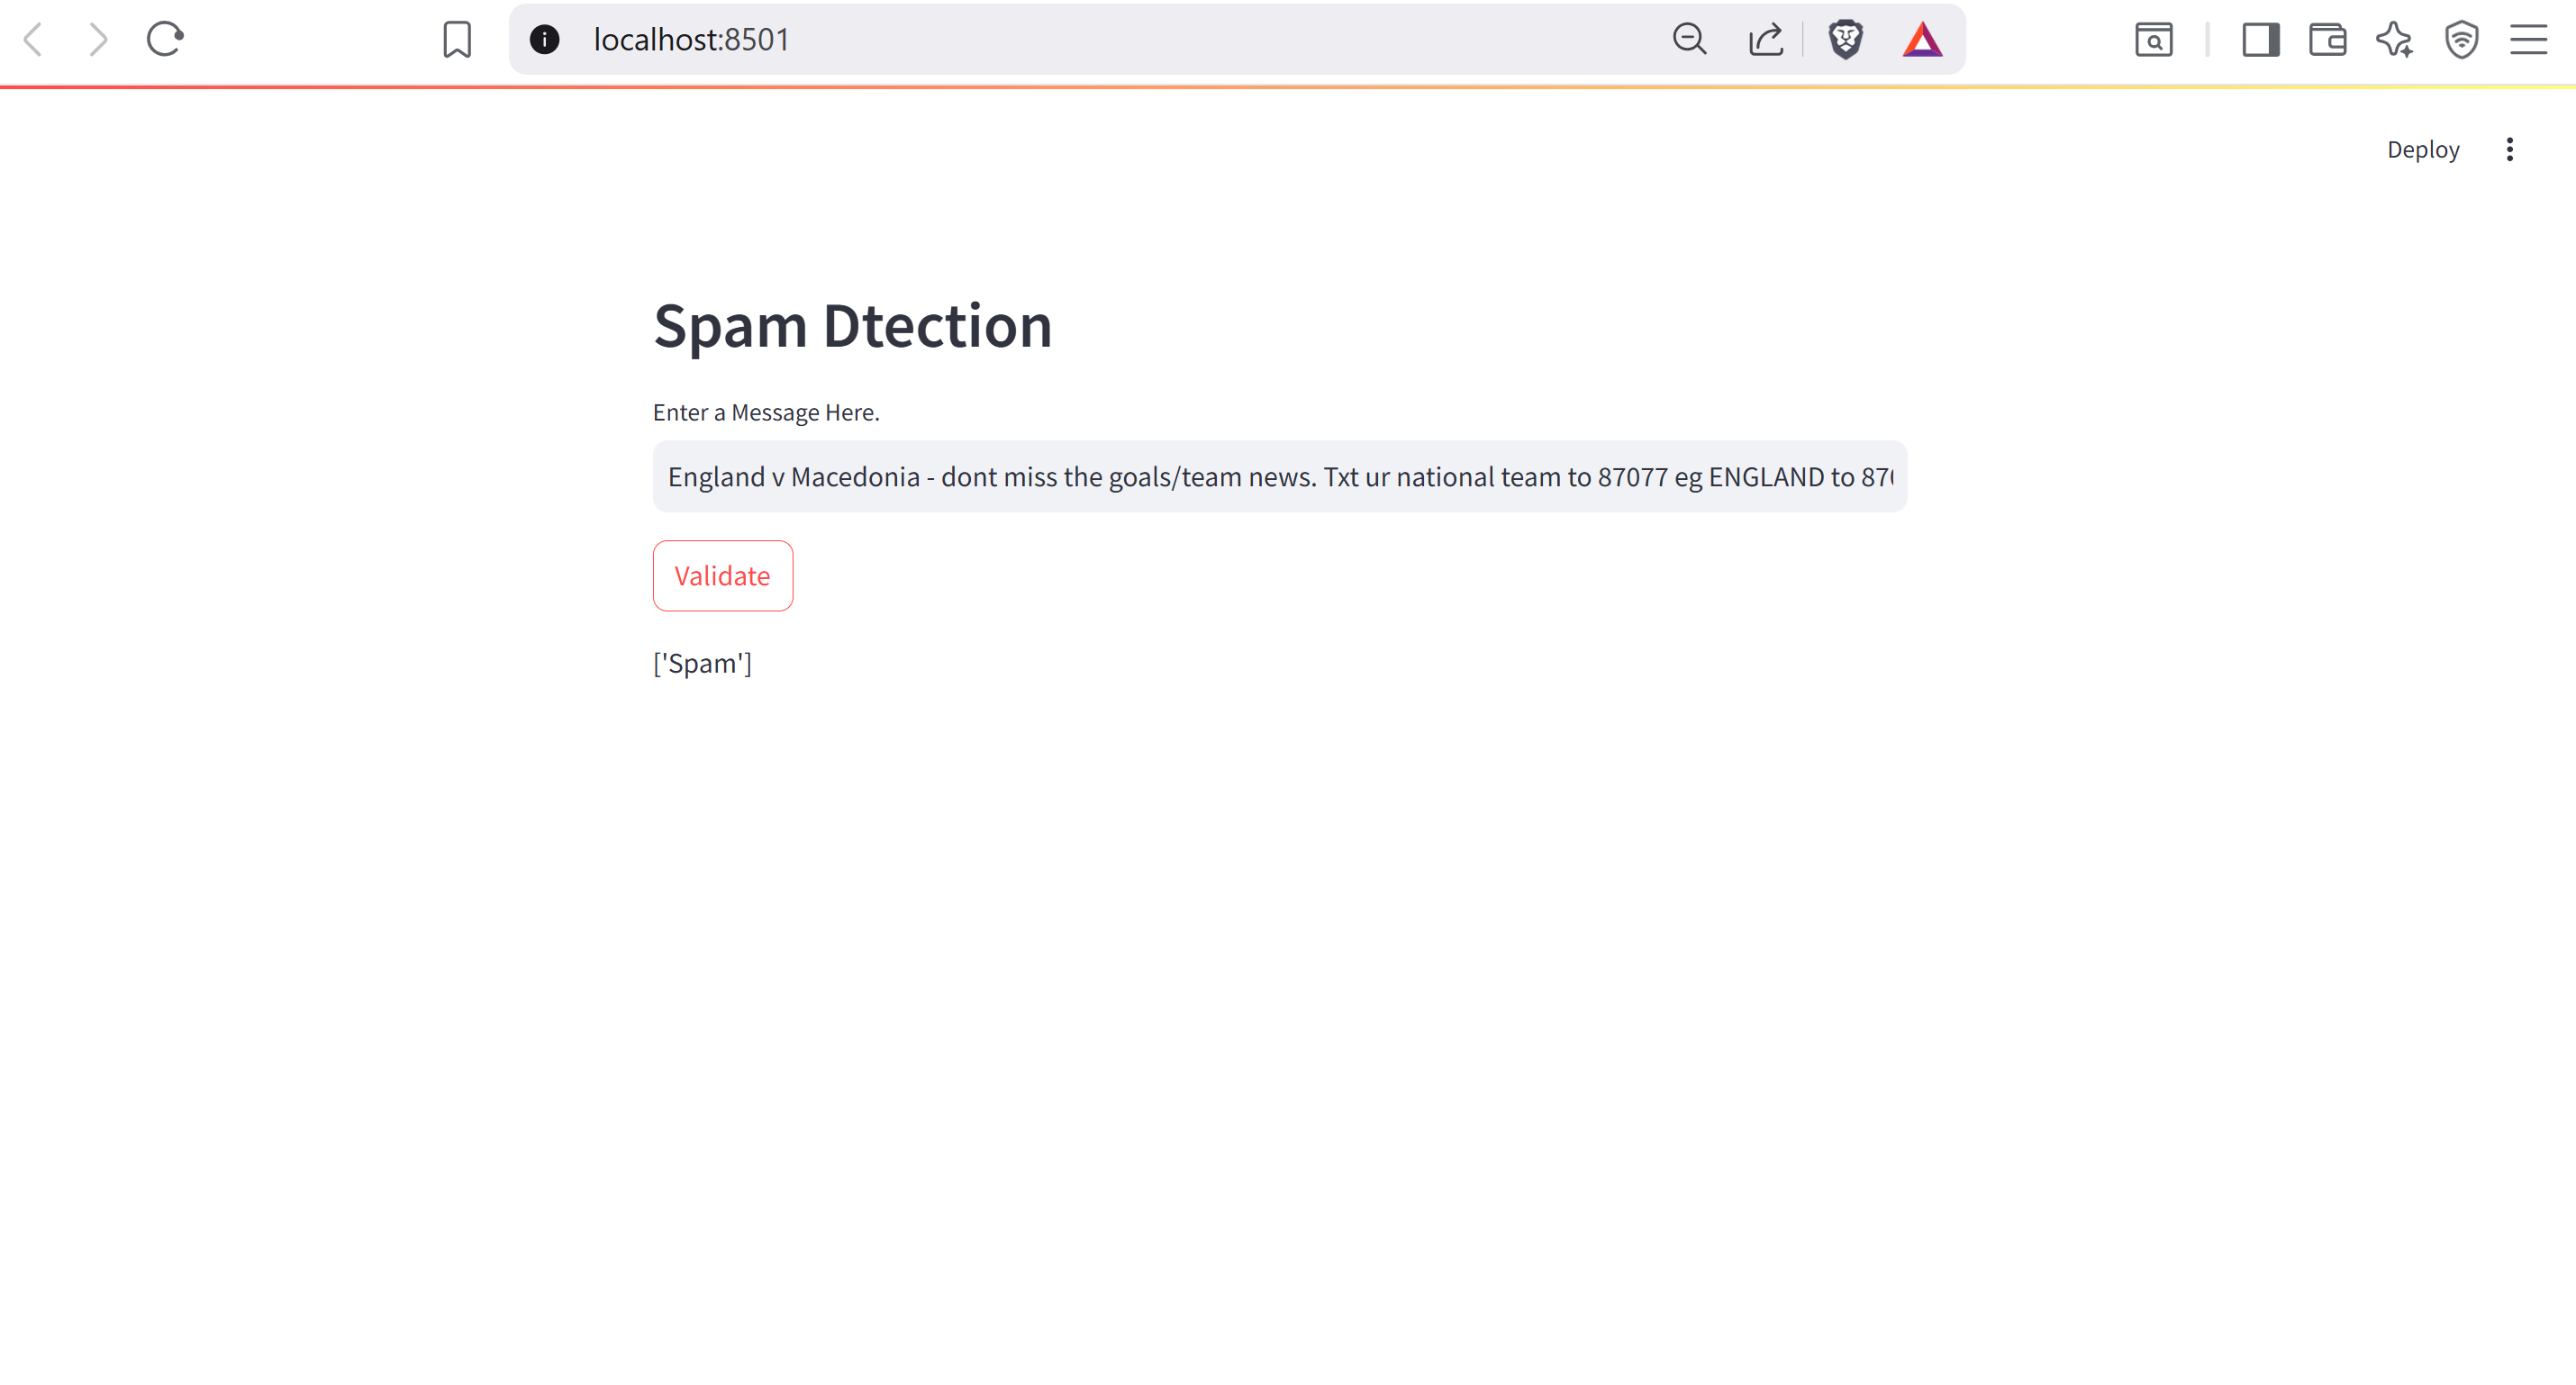 localhost:8501
Deploy
Spam Dtection
Enter a Message Here.
England v Macedonia - dont miss the goals/team news. Txt ur national team to 87077 eg ENGLAND to 87
Validate
['Spam']